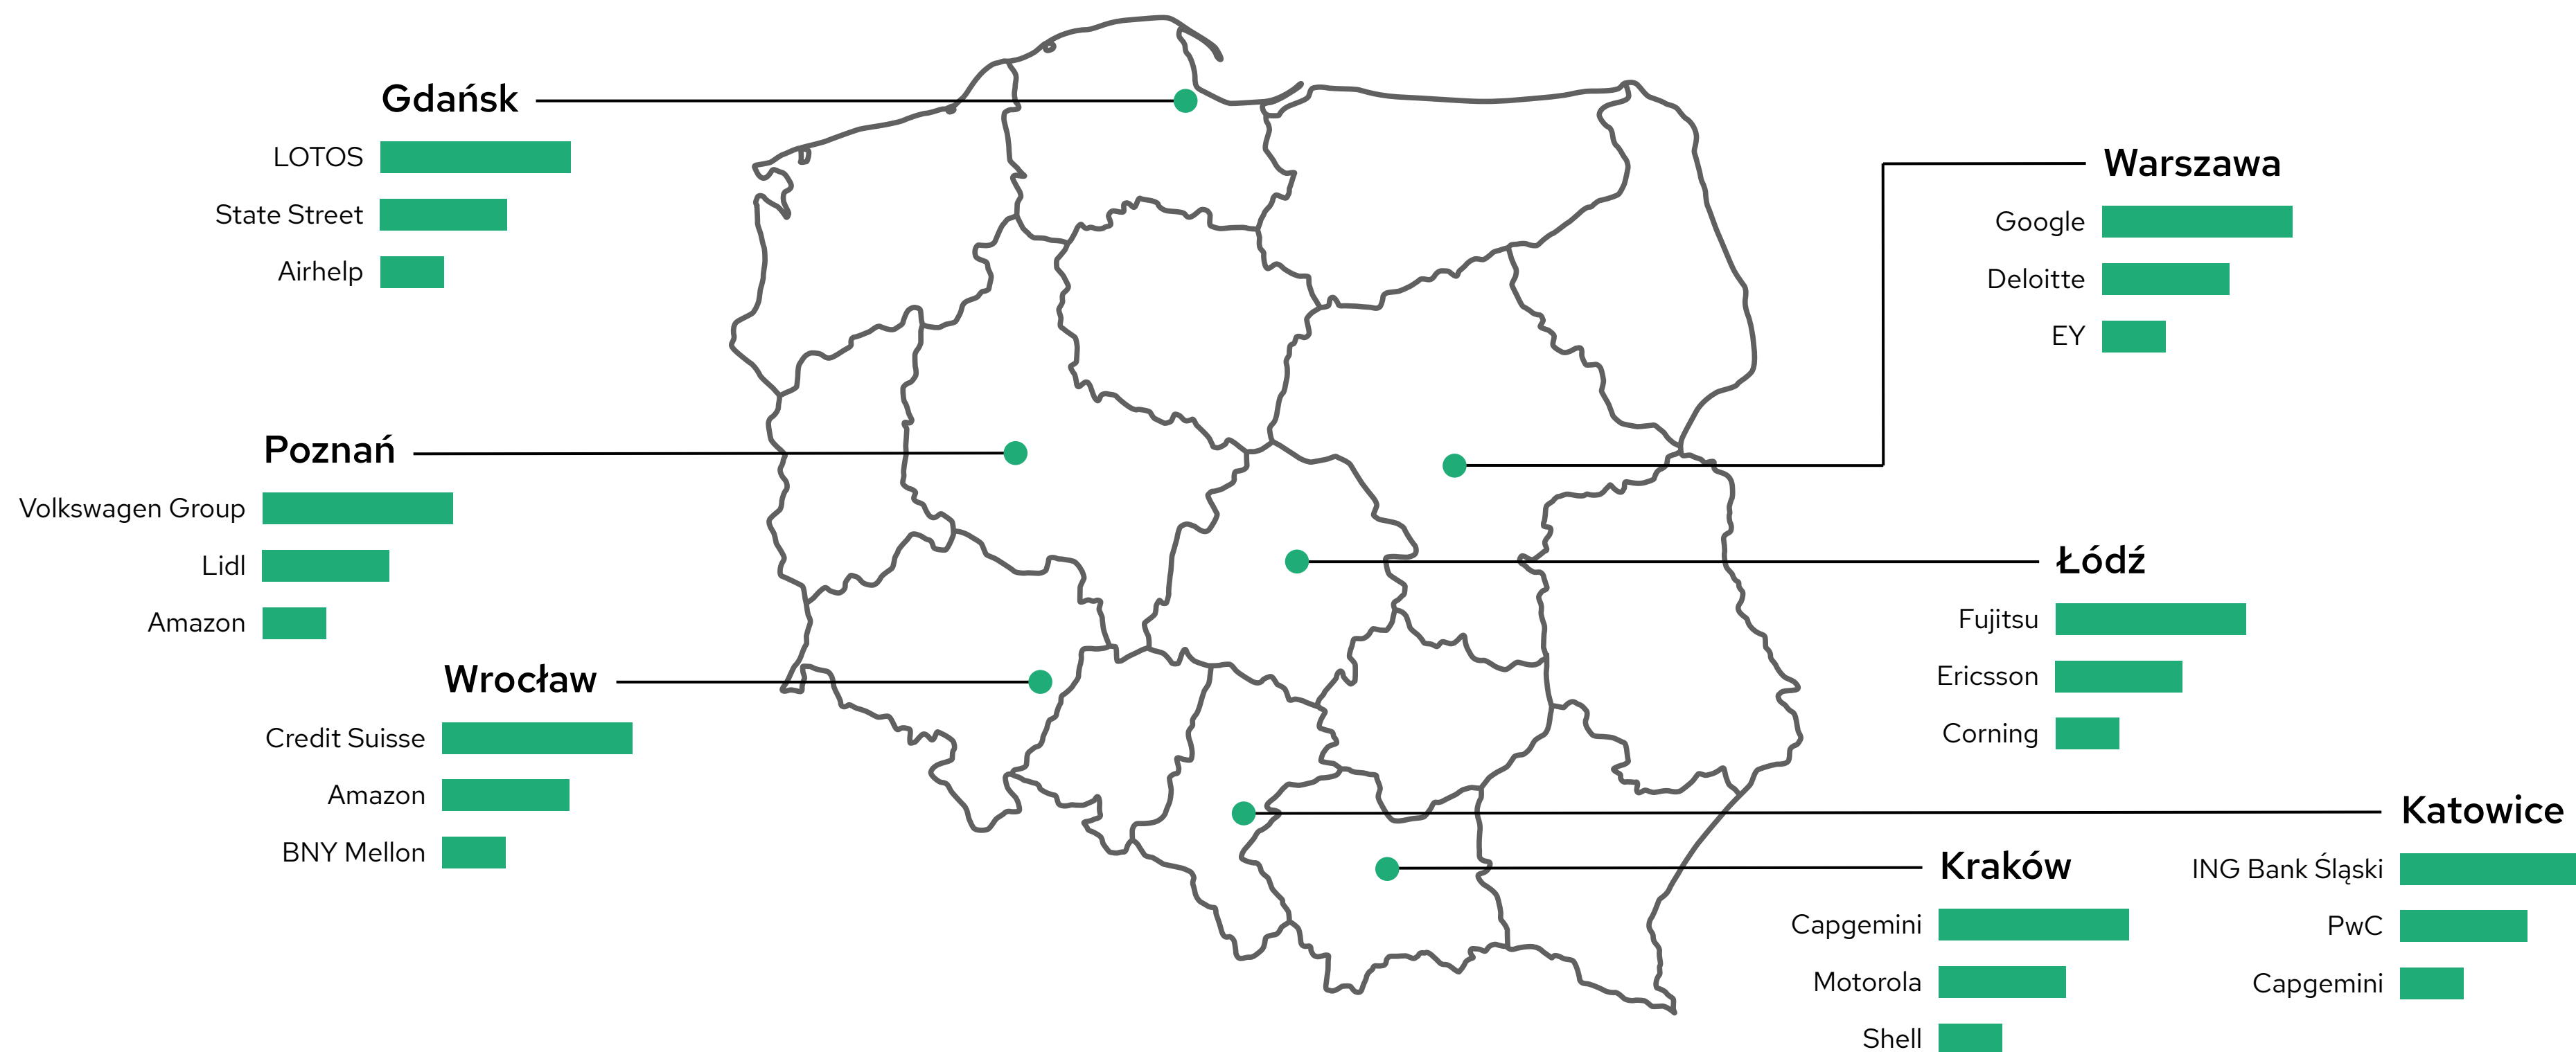 Gdańsk
LOTOS
State Street
Airhelp
Warszawa
Google
Deloitte
EY
Poznań
Volkswagen Group
Lidl
Amazon
Łódź
Fujitsu
Ericsson
Corning
Wrocław
Credit Suisse
Amazon
BNY Mellon
Katowice
ING Bank Śląski
PwC
Capgemini
Kraków
Capgemini
Motorola
Shell